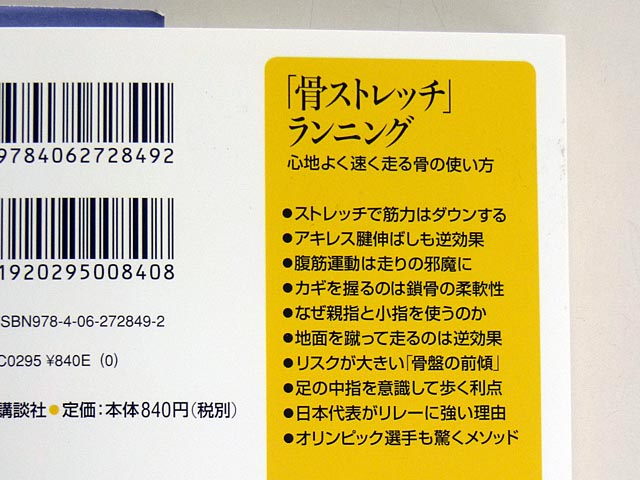 9784062728492
1920295008408
ISBN978-4-06-272849-2
C0295 ¥840E (0)
講談社●定価:本体840円(税別)
「骨ストレッチ」
ランニング
心地よく速く走る骨の使い方
●ストレッチで筋力はダウンする
●アキレス腱伸ばしも逆効果
●腹筋運動は走りの邪魔に
●カギを握るのは鎖骨の柔軟性
●なぜ親指と小指を使うのか
●地面を蹴って走るのは逆効果
●リスクが大きい「骨盤の前傾」
●足の中指を意識して歩く利点
●日本代表がリレーに強い理由
●オリンピック選手も驚くメソッド